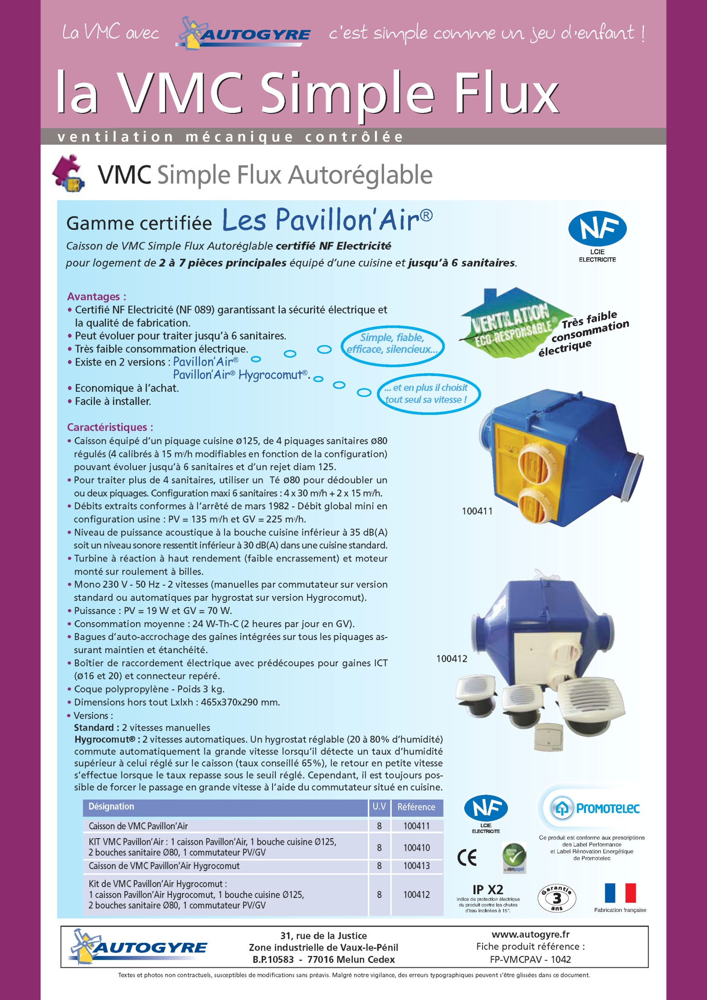 La VMC avec AUTOGYRE c'est simple comme un jeu d'enfant !
la VMC Simple Flux
ventilation mécanique contrôlée
VMC Simple Flux Autoréglable
Gamme certifiée Les Pavillon'Air®
Caisson de VMC Simple Flux Autoréglable certifié NF Electricité
pour logement de 2 à 7 pièces principales équipé d'une cuisine et jusqu'à 6 sanitaires.
NF
LCIE
ELECTRICITE
Avantages :
• Certifié NF Electricité (NF 089) garantissant la sécurité électrique et
la qualité de fabrication.
• Peut évoluer pour traiter jusqu'à 6 sanitaires.
• Très faible consommation électrique.
• Existe en 2 versions : Pavillon'Air®
Pavillon'Air® Hygrocomut®.
• Economique à l'achat.
• Facile à installer.
Simple, fiable,
efficace, silencieux...
... et en plus il choisit
tout seul sa vitesse !
VENTILATION
ECO-RESPONSABLE®
Très faible
consommation
électrique
Caractéristiques :
• Caisson équipé d'un piquage cuisine ø125, de 4 piquages sanitaires ø80
régulés (4 calibrés à 15 m³/h modifiables en fonction de la configuration)
pouvant évoluer jusqu'à 6 sanitaires et d'un rejet diam 125.
• Pour traiter plus de 4 sanitaires, utiliser un Té ø80 pour dédoubler un
ou deux piquages. Configuration maxi 6 sanitaires : 4 x 30 m³/h + 2 x 15 m³/h.
• Débits extraits conformes à l'arrêté de mars 1982 - Débit global mini en
configuration usine : PV = 135 m³/h et GV = 225 m³/h.
• Niveau de puissance acoustique à la bouche cuisine inférieur à 35 dB(A)
soit un niveau sonore ressentit inférieur à 30 dB(A) dans une cuisine standard.
• Turbine à réaction à haut rendement (faible encrassement) et moteur
monté sur roulement à billes.
• Mono 230 V - 50 Hz - 2 vitesses (manuelles par commutateur sur version
standard ou automatiques par hygrostat sur version Hygrocomut).
• Puissance : PV = 19 W et GV = 70 W.
• Consommation moyenne : 24 W-Th-C (2 heures par jour en GV).
• Bagues d'auto-accrochage des gaines intégrées sur tous les piquages as-
surant maintien et étanchéité.
• Boîtier de raccordement électrique avec prédécoupes pour gaines ICT
(ø16 et 20) et connecteur repéré.
• Coque polypropylène - Poids 3 kg.
• Dimensions hors tout Lxlxh : 465x370x290 mm.
• Versions :
Standard : 2 vitesses manuelles
Hygrocomut® : 2 vitesses automatiques. Un hygrostat réglable (20 à 80% d'humidité)
commute automatiquement la grande vitesse lorsqu'il détecte un taux d'humidité
supérieur à celui réglé sur le caisson (taux conseillé 65%), le retour en petite vitesse
s'effectue lorsque le taux repasse sous le seuil réglé. Cependant, il est toujours pos-
sible de forcer le passage en grande vitesse à l'aide du commutateur situé en cuisine.
100411
100412
Désignation U.V Référence
Caisson de VMC Pavillon'Air 8 100411
KIT VMC Pavillon'Air : 1 caisson Pavillon'Air, 1 bouche cuisine Ø125,
2 bouches sanitaire Ø80, 1 commutateur PV/GV 8 100410
Caisson de VMC Pavillon'Air Hygrocomut 8 100413
Kit de VMC Pavillon'Air Hygrocomut :
1 caisson Pavillon'Air Hygrocomut, 1 bouche cuisine Ø125, 8 100412
2 bouches sanitaire Ø80, 1 commutateur PV/GV
NF
LCIE
ELECTRICITE
PROMOTELEC
Ce produit est conforme aux prescriptions
des Label Performance
et Label Rénovation Energétique
de Promotelec
CE
GREEN
TECH
IP X2
Indice de protection électrique
du produit contre les chutes
d'eau inclinées à 15°.
Garantie
3
ans
Fabrication française
AUTOGYRE
31, rue de la Justice
Zone industrielle de Vaux-le-Pénil
B.P.10583 - 77016 Melun Cedex
www.autogyre.fr
Fiche produit référence :
FP-VMCPAV - 1042
Textes et photos non contractuels, susceptibles de modifications sans préavis. Malgré notre vigilance, des erreurs typographiques peuvent s'être glissées dans ce document.